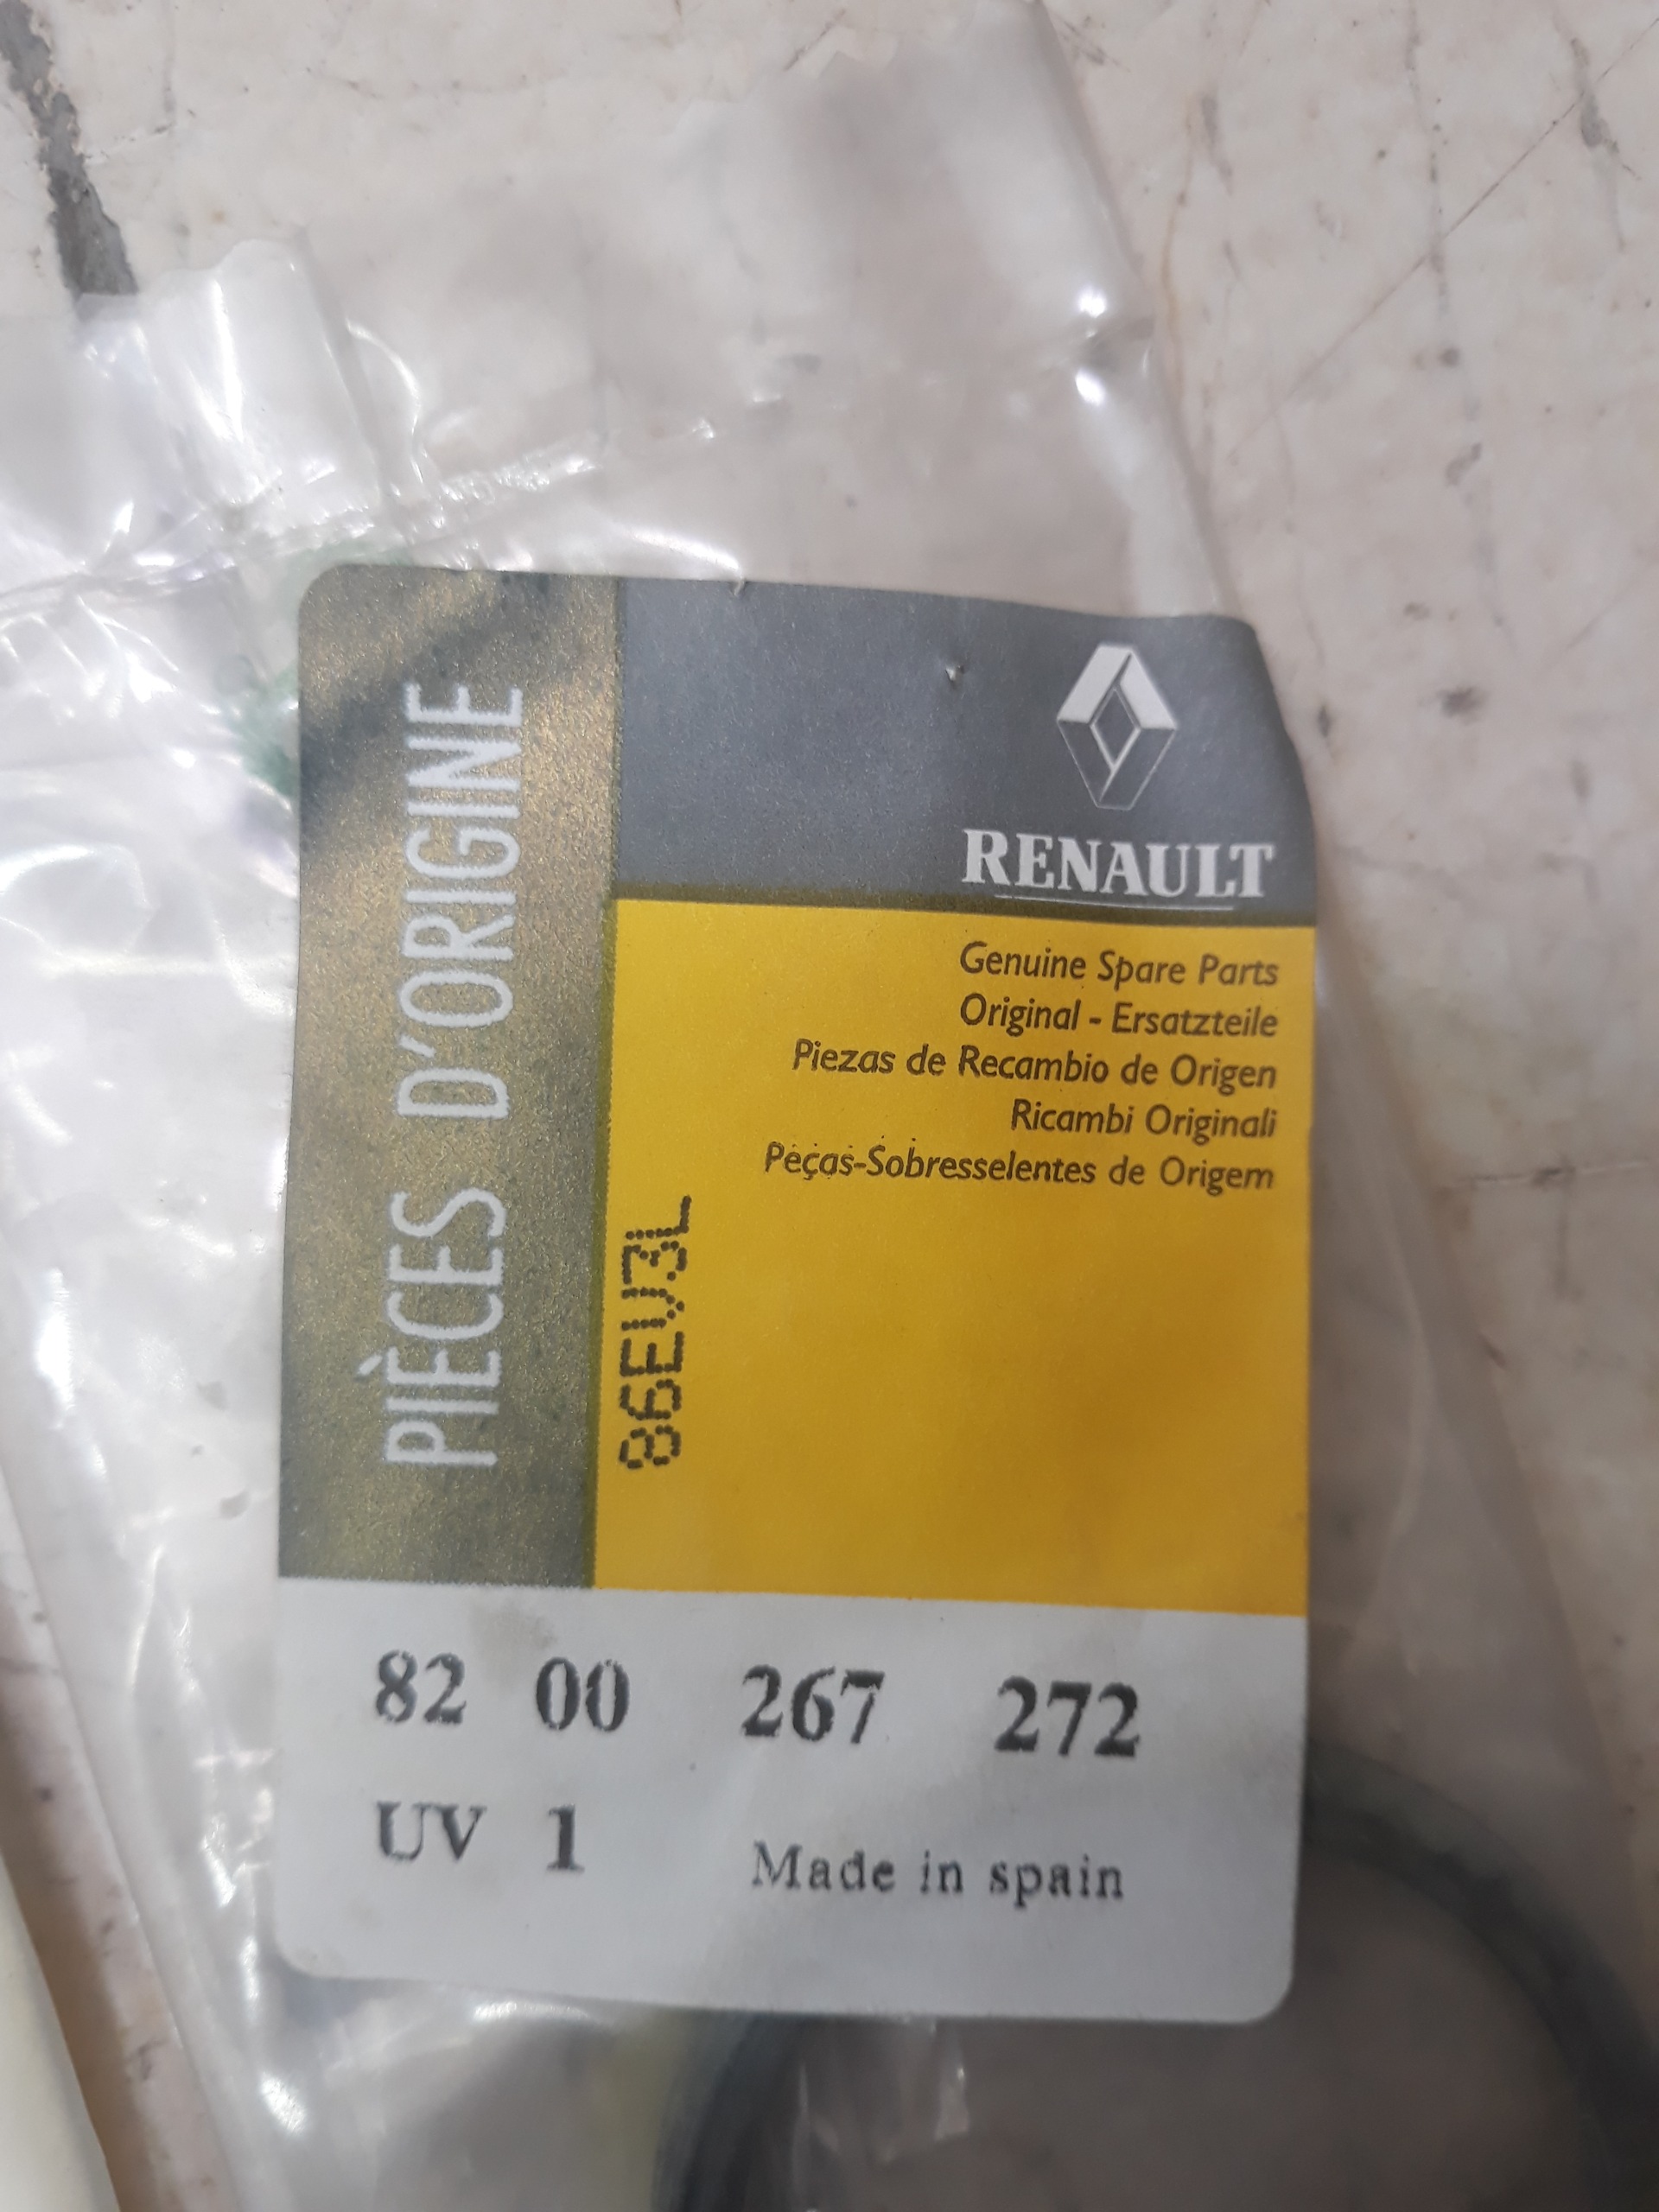 PIÈCES D'ORIGINE
RENAULT
Genuine Spare Parts
Original - Ersatzteile
Piezas de Recambio de Origen
Ricambi Originali
Peças-Sobresselentes de Origem
86EV3L
82 00 267 272
UV 1 Made in spain